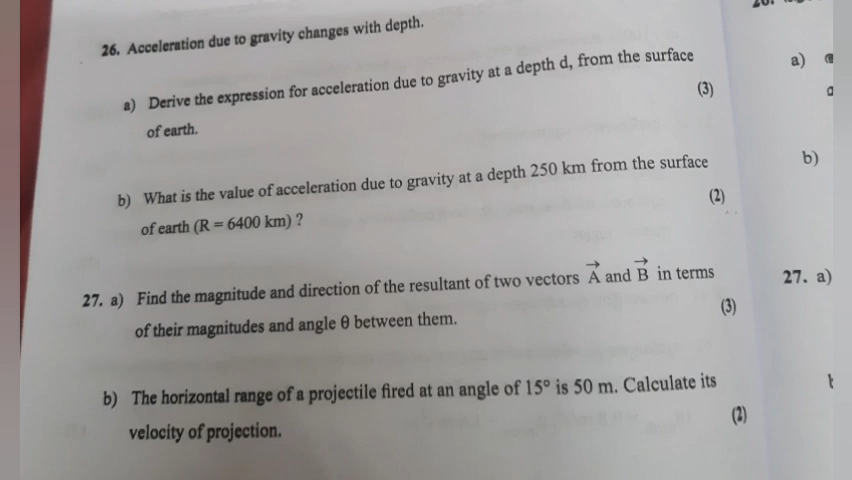 26. Acceleration due to gravity changes with depth.
a) Derive the expression for acceleration due to gravity at a depth d, from the surface
of earth. (3)
b) What is the value of acceleration due to gravity at a depth 250 km from the surface
of earth (R = 6400 km) ? (2)
27. a) Find the magnitude and direction of the resultant of two vectors A⃗ and B⃗ in terms
of their magnitudes and angle θ between them. (3)
b) The horizontal range of a projectile fired at an angle of 15° is 50 m. Calculate its
velocity of projection. (2)
a)
b)
27. a)